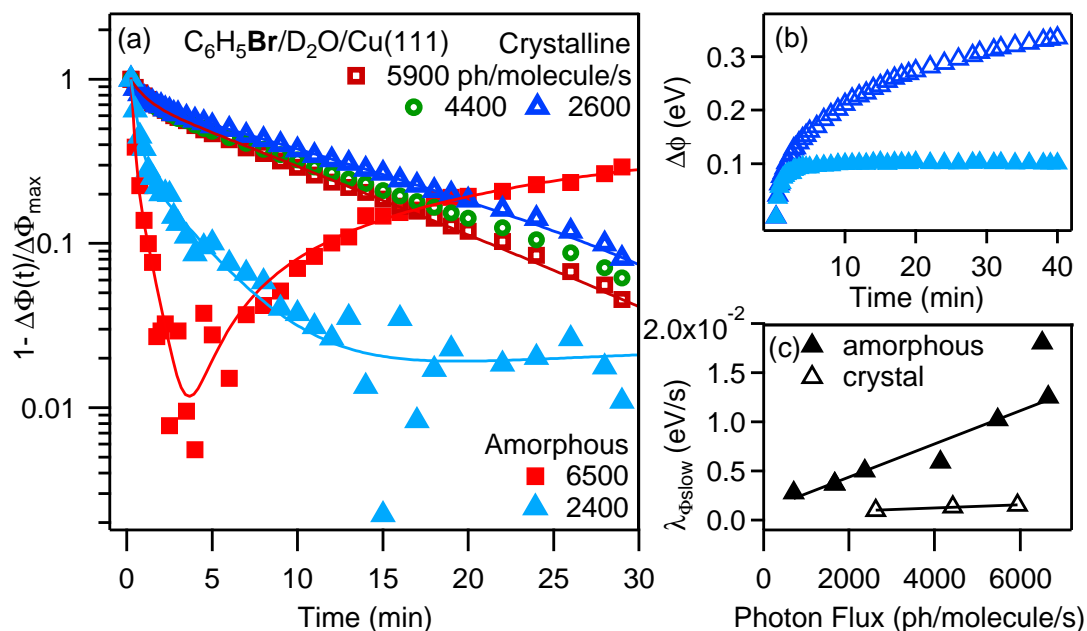 (a)
C₆H₅Br/D₂O/Cu(111)
Crystalline
5900 ph/molecule/s
4400
2600
Amorphous
6500
2400
1
0.1
0.01
1- ΔΦ(t)/ΔΦmax
0
5
10
15
20
25
30
Time (min)
(b)
0.3
0.2
0.1
Δϕ (eV)
10
20
30
40
Time (min)
(c)
amorphous
crystal
2.0x10⁻²
1.5
1.0
0.5
0.0
λΦslow (eV/s)
0
2000
4000
6000
Photon Flux (ph/molecule/s)